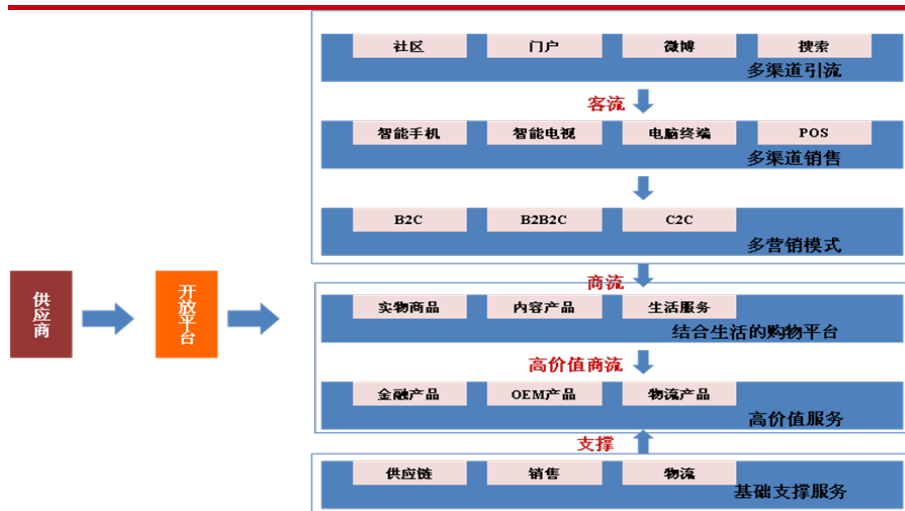 社区
门户
微博
搜索
多渠道引流
客流
智能手机
智能电视
电脑终端
POS
多渠道销售
B2C
B2B2C
C2C
多营销模式
供应商
开放平台
商流
实物商品
内容产品
生活服务
结合生活的购物平台
高价值商流
金融产品
OEM产品
物流产品
高价值服务
支撑
供应链
销售
物流
基础支撑服务